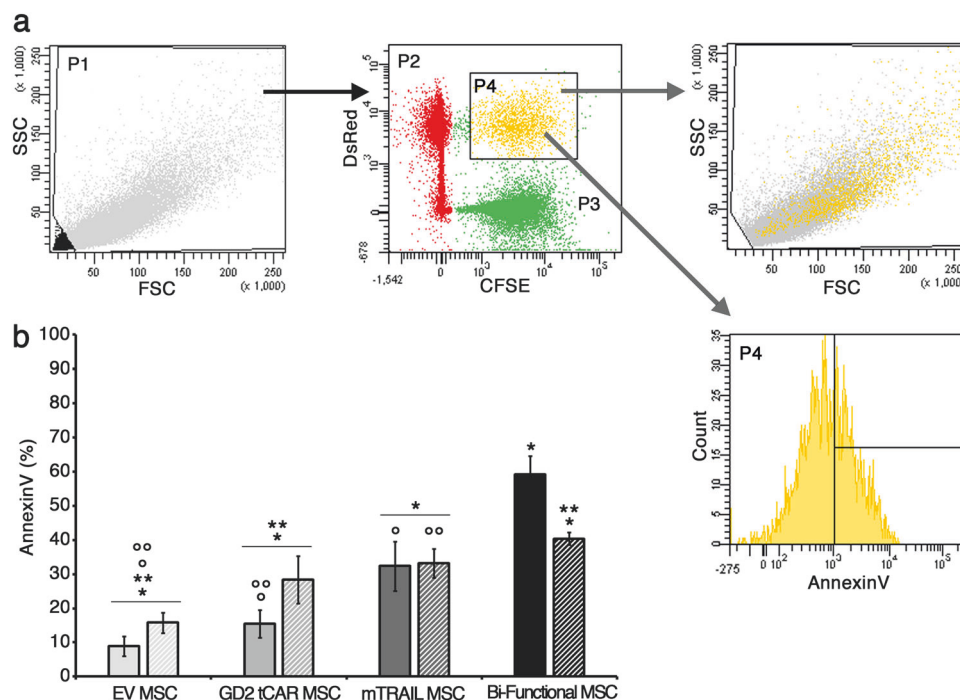 a
P1
SSC
(x 1,000)
50 100 150 200 250
50 100 150 200 250
(x 1,000)
FSC
P2
P4
P3
DsRed
10^5
10^4
10^3
0
-678
-1,542
0 10^3 10^4 10^5
CFSE
SSC
(x 1,000)
50 100 150 200 250
50 100 150 200 250
(x 1,000)
FSC
P4
Count
0 5 10 15 20 25 30 35
-275 0 10^2 10^3 10^4 10^5
AnnexinV
b
AnnexinV (%)
100
90
80
70
60
50
40
30
20
10
0
°°
°
**
*
°°
°
**
*
*
° °°
*
**
*
EV MSC GD2 tCAR MSC mTRAIL MSC Bi-Functional MSC